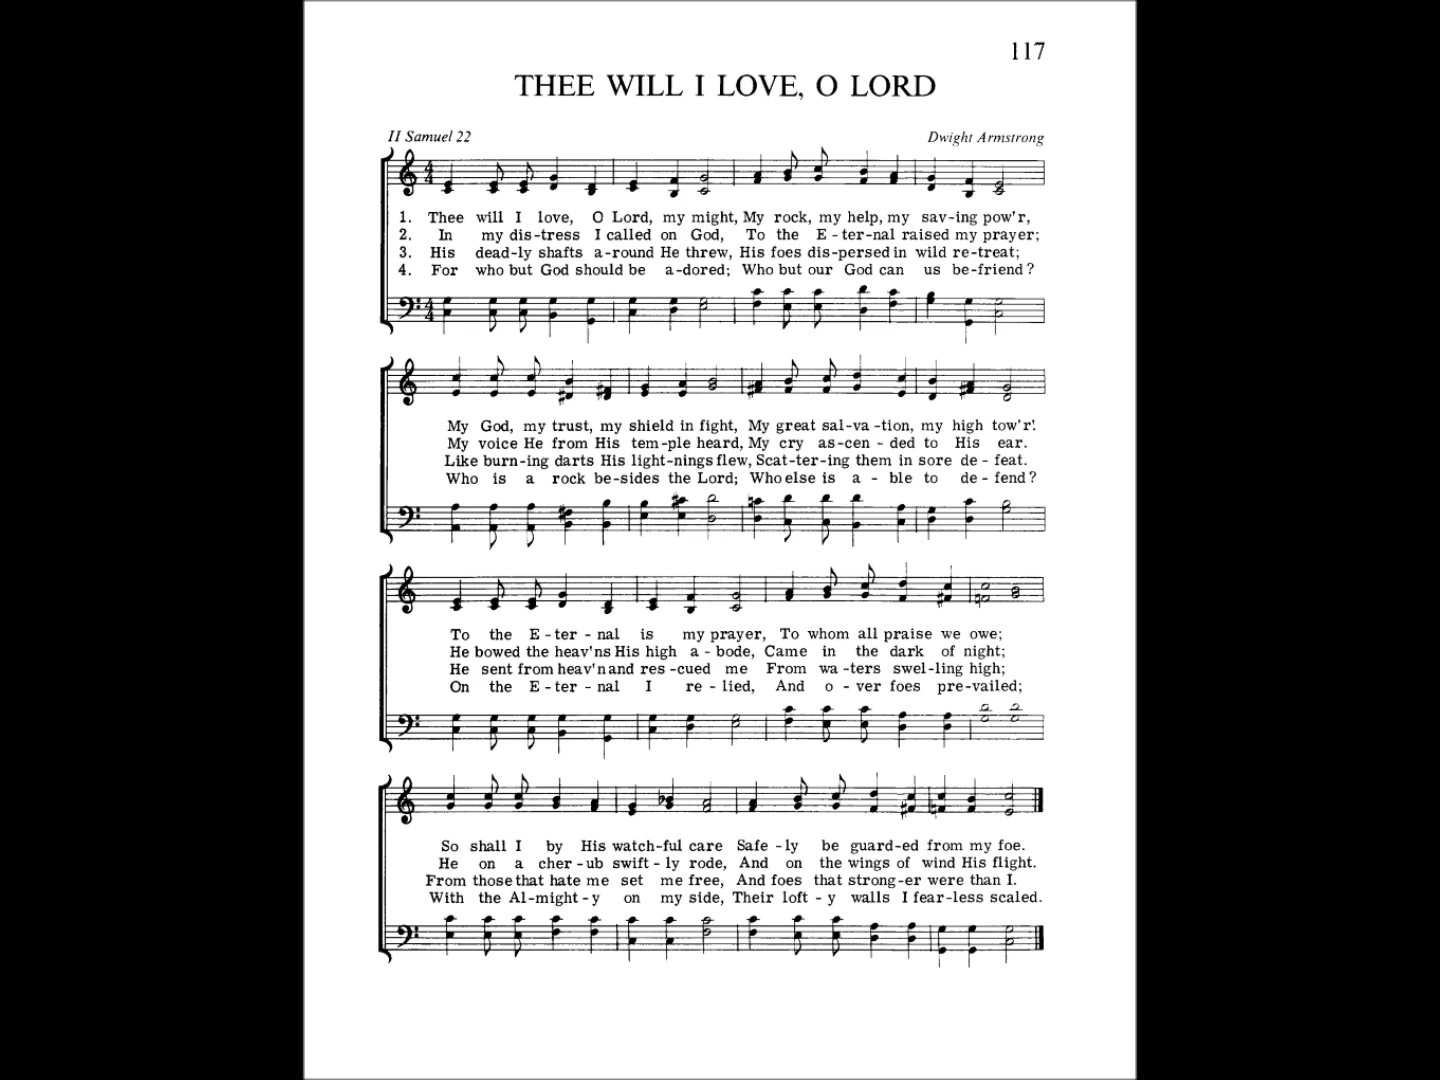 117
THEE WILL I LOVE, O LORD
II Samuel 22 Dwight Armstrong
1. Thee will I love, O Lord, my might, My rock, my help, my sav-ing pow'r,
2. In my dis-tress I called on God, To the E-ter-nal raised my prayer;
3. His dead-ly shafts a-round He threw, His foes dis-persed in wild re-treat;
4. For who but God should be a-dored; Who but our God can us be-friend?
My God, my trust, my shield in fight, My great sal-va-tion, my high tow'r!
My voice He from His tem-ple heard, My cry as-cen-ded to His ear.
Like burn-ing darts His light-nings flew, Scat-ter-ing them in sore de-feat.
Who is a rock be-sides the Lord; Who else is a-ble to de-fend?
To the E-ter-nal is my prayer, To whom all praise we owe;
He bowed the heav'ns His high a-bode, Came in the dark of night;
He sent from heav'n and res-cued me From wa-ters swel-ling high;
On the E-ter-nal I re-lied, And o-ver foes pre-vailed;
So shall I by His watch-ful care Safe-ly be guard-ed from my foe.
He on a cher-ub swift-ly rode, And on the wings of wind His flight.
From those that hate me set me free, And foes that strong-er were than I.
With the Al-might-y on my side, Their loft-y walls I fear-less scaled.